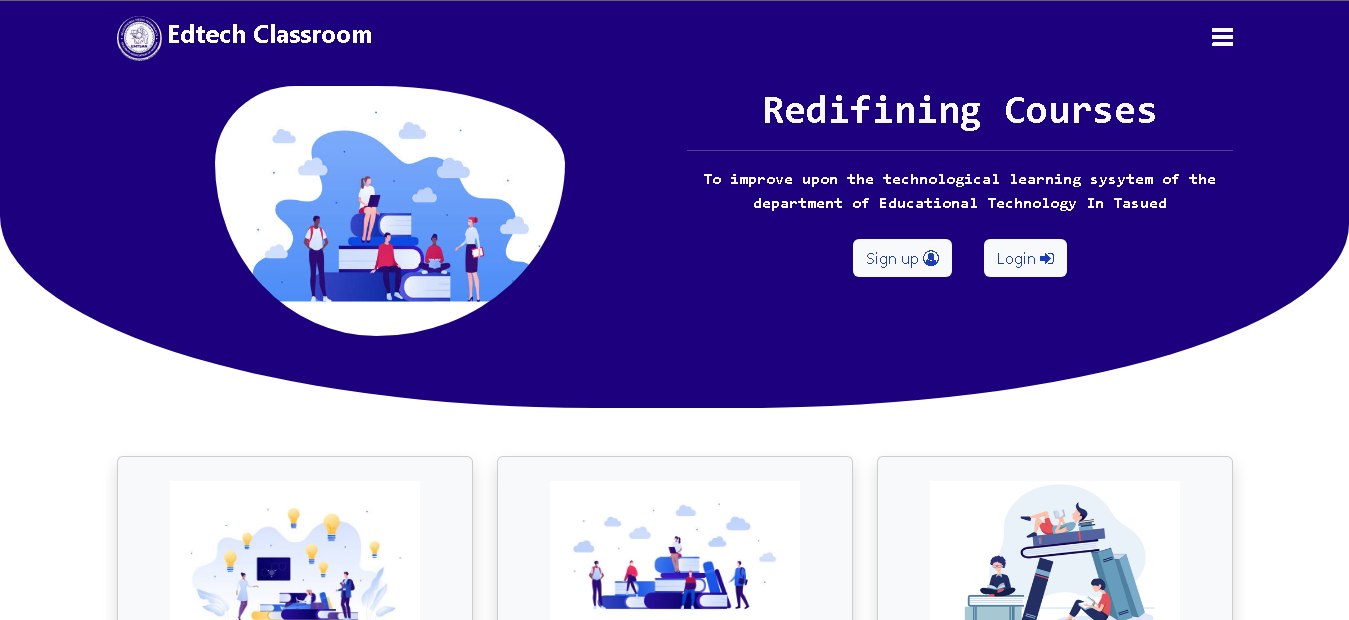 Edtech Classroom
Redifining Courses
To improve upon the technological learning sysytem of the
department of Educational Technology In Tasued
Sign up
Login